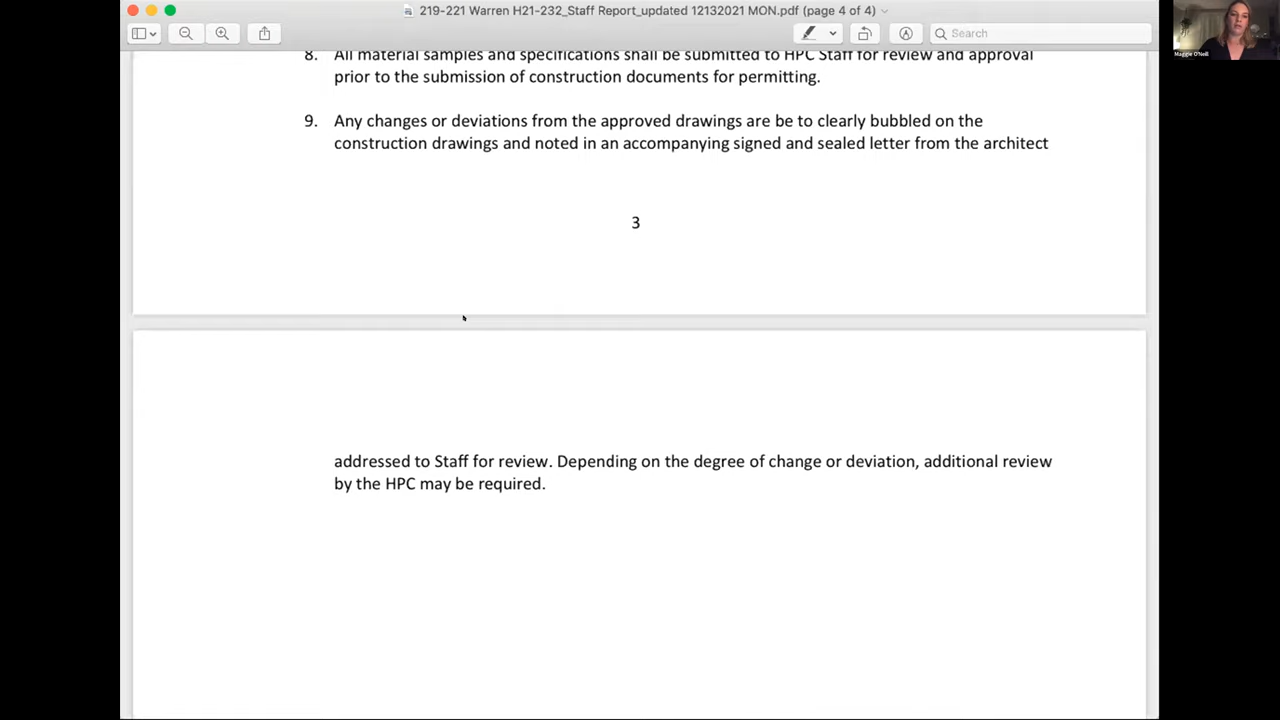 219-221 Warren H21-232_Staff Report_updated 12132021 MON.pdf (page 4 of 4)
Search
Maggie O'Neill
8. All material samples and specifications shall be submitted to HPC Staff for review and approval
prior to the submission of construction documents for permitting.
9. Any changes or deviations from the approved drawings are be to clearly bubbled on the
construction drawings and noted in an accompanying signed and sealed letter from the architect
3
addressed to Staff for review. Depending on the degree of change or deviation, additional review
by the HPC may be required.